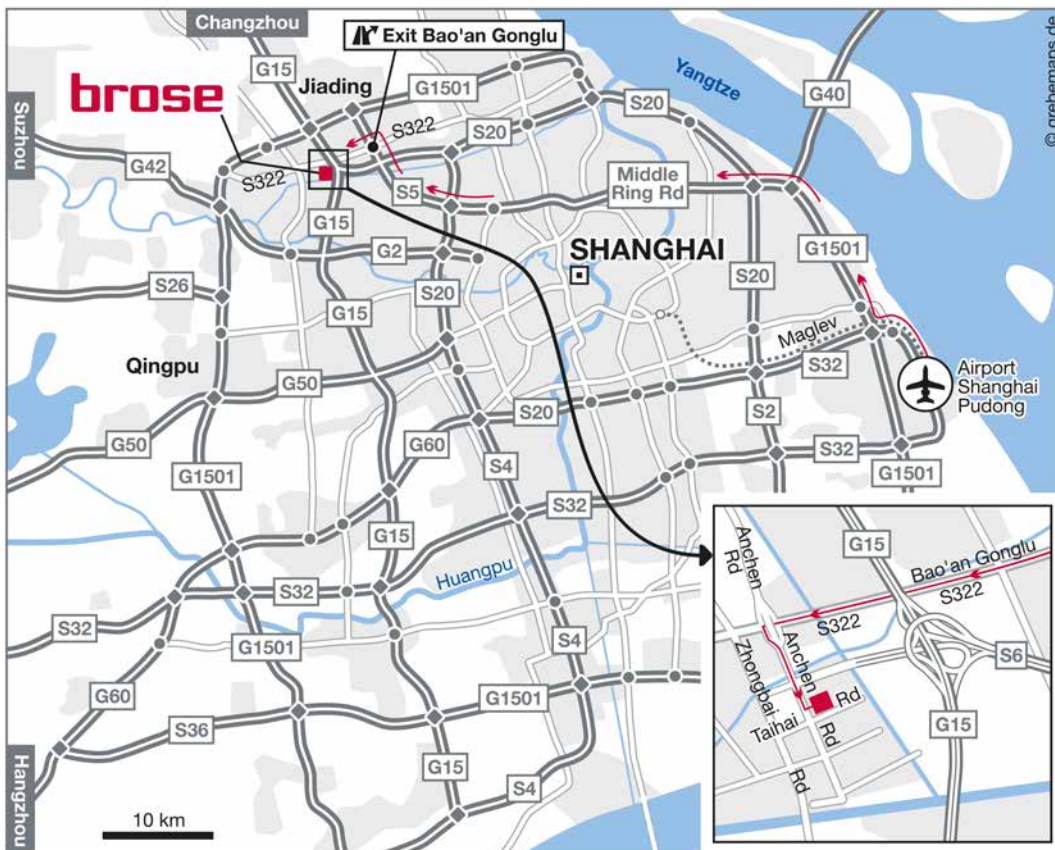 Changzhou
Exit Bao'an Gonglu
© grebemaps.de
G15
Jiading
G1501
Yangtze
G40
brose
Suzhou
S322
S20
S20
G42
S322
S5
Middle
Ring Rd
G15
SHANGHAI
G1501
G2
S20
S26
S20
G15
Maglev
Qingpu
G50
S32
Airport
Shanghai
Pudong
S20
S2
G50
G60
S32
G1501
S4
G1501
S32
G15
Huangpu
S32
S32
G1501
S4
G60
G1501
S36
G15
S4
Hangzhou
10 km
Anchen
Rd
G15
Bao'an Gonglu
S322
S322
Anchen
Rd
Zhongbai
Rd
Taihai
Rd
S6
G15